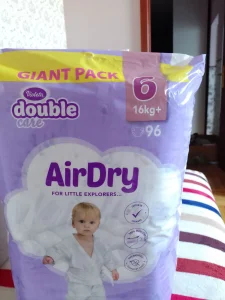 GIANT PACK
6
16kg+
96
Violeta
double
care
AirDry
FOR LITTLE EXPLORERS...